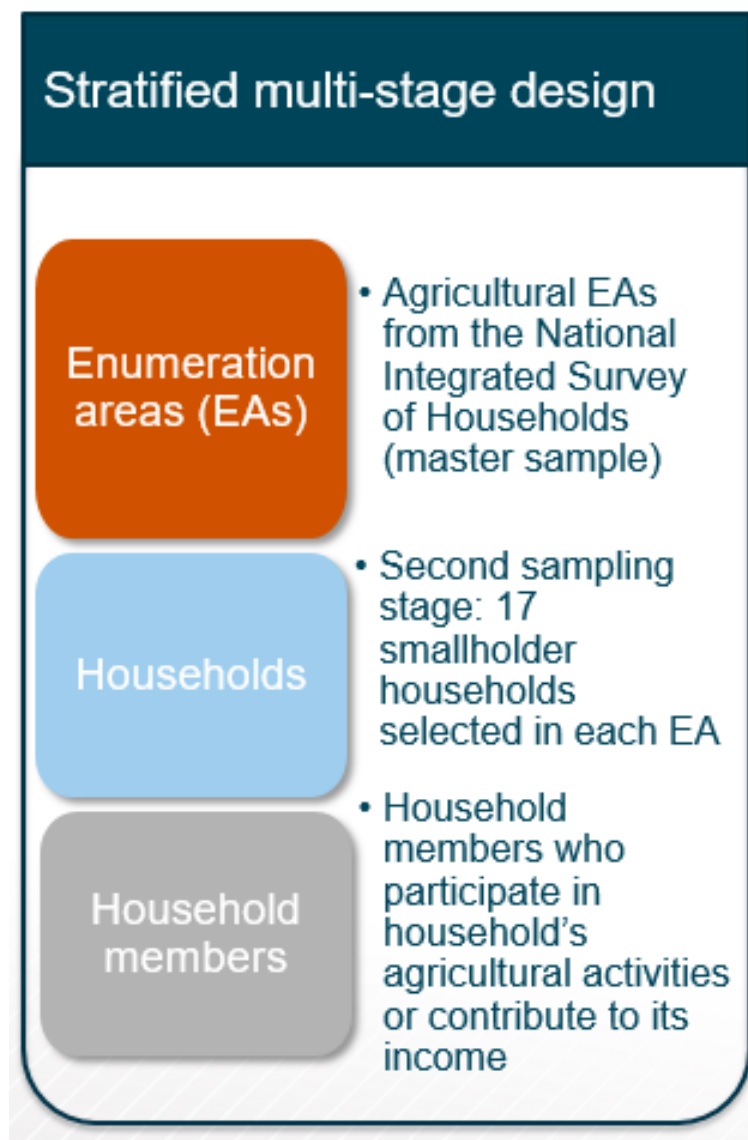 Stratified multi-stage design
Enumeration
areas (EAs)
• Agricultural EAs
from the National
Integrated Survey
of Households
(master sample)
Households
• Second sampling
stage: 17
smallholder
households
selected in each EA
Household
members
• Household
members who
participate in
household’s
agricultural activities
or contribute to its
income